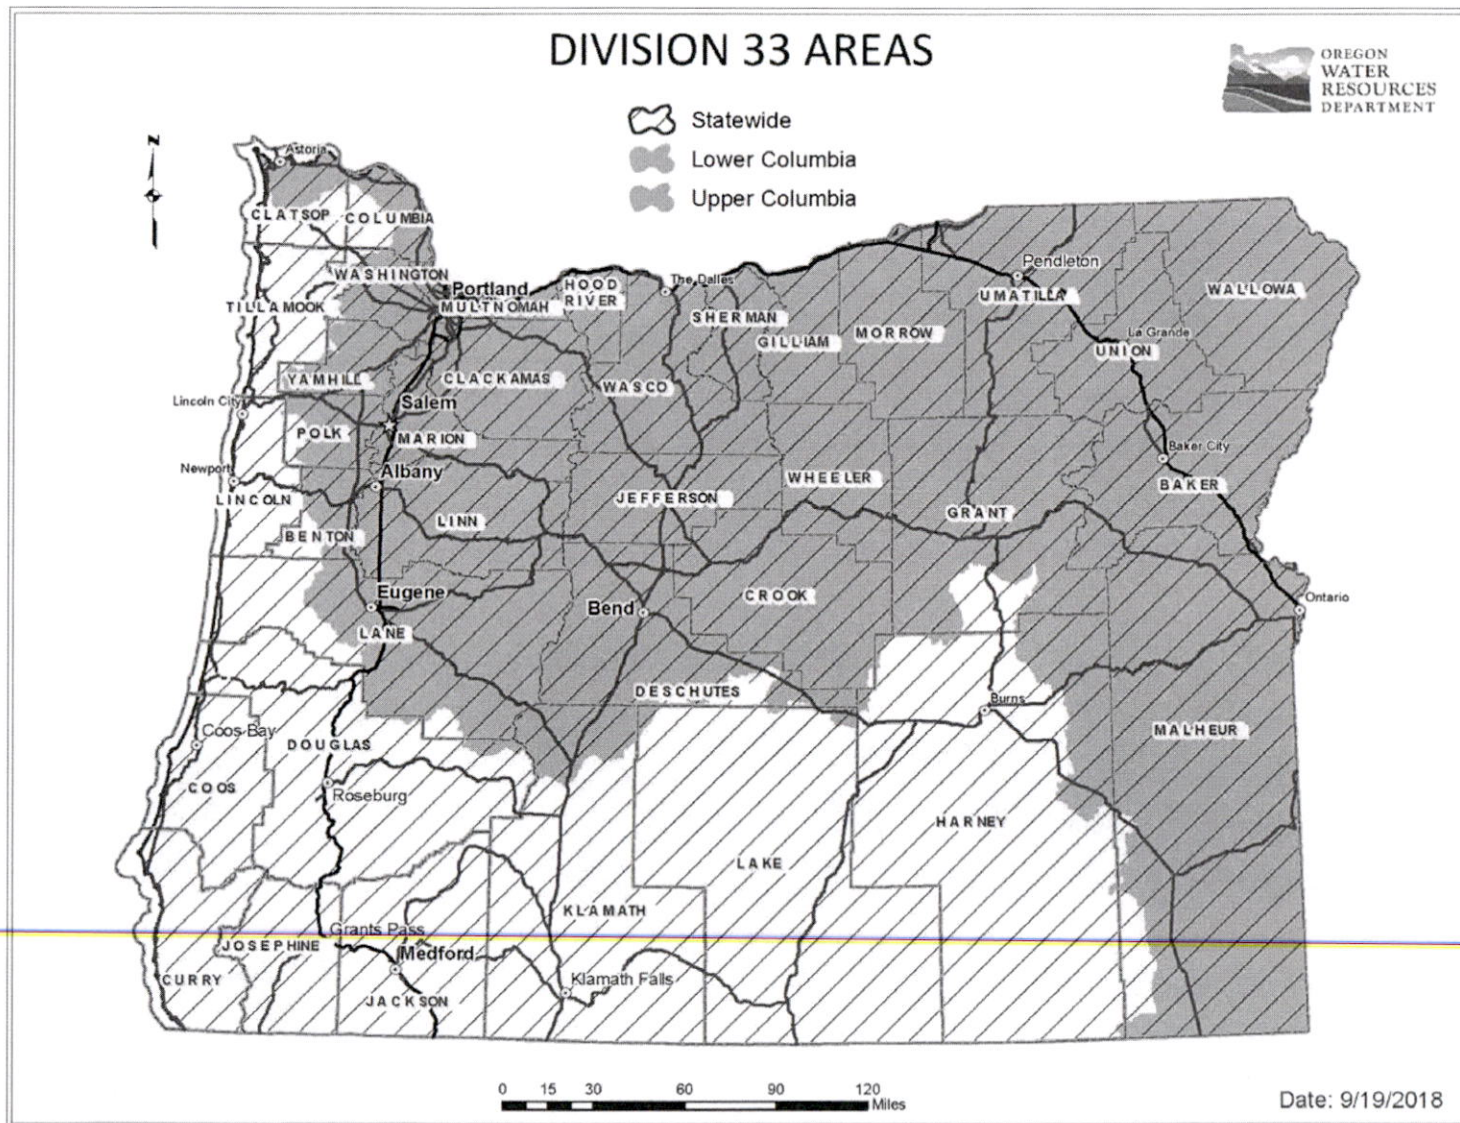 DIVISION 33 AREAS
OREGON
WATER
RESOURCES
DEPARTMENT
Statewide
Lower Columbia
Upper Columbia
N
Astoria
CLATSOP
COLUMBIA
WASHINGTON
Portland
MULTNOMAH
TILLAMOOK
HOOD
RIVER
The Dalles
SHERMAN
GILLIAM
MORROW
Pendleton
UMATILLA
WALLOWA
La Grande
UNION
YAMHILL
CLACKAMAS
WASCO
Lincoln City
Salem
POLK
MARION
Newport
Albany
LINCOLN
LINN
BENTON
JEFFERSON
WHEELER
GRANT
Baker City
BAKER
Eugene
LANE
Bend
CROOK
Ontario
DESCHUTES
Burns
MALHEUR
Coos Bay
DOUGLAS
COOS
Roseburg
HARNEY
LAKE
KLAMATH
Grants Pass
JOSEPHINE
Medford
CURRY
JACKSON
Klamath Falls
0 15 30 60 90 120
Miles
Date: 9/19/2018